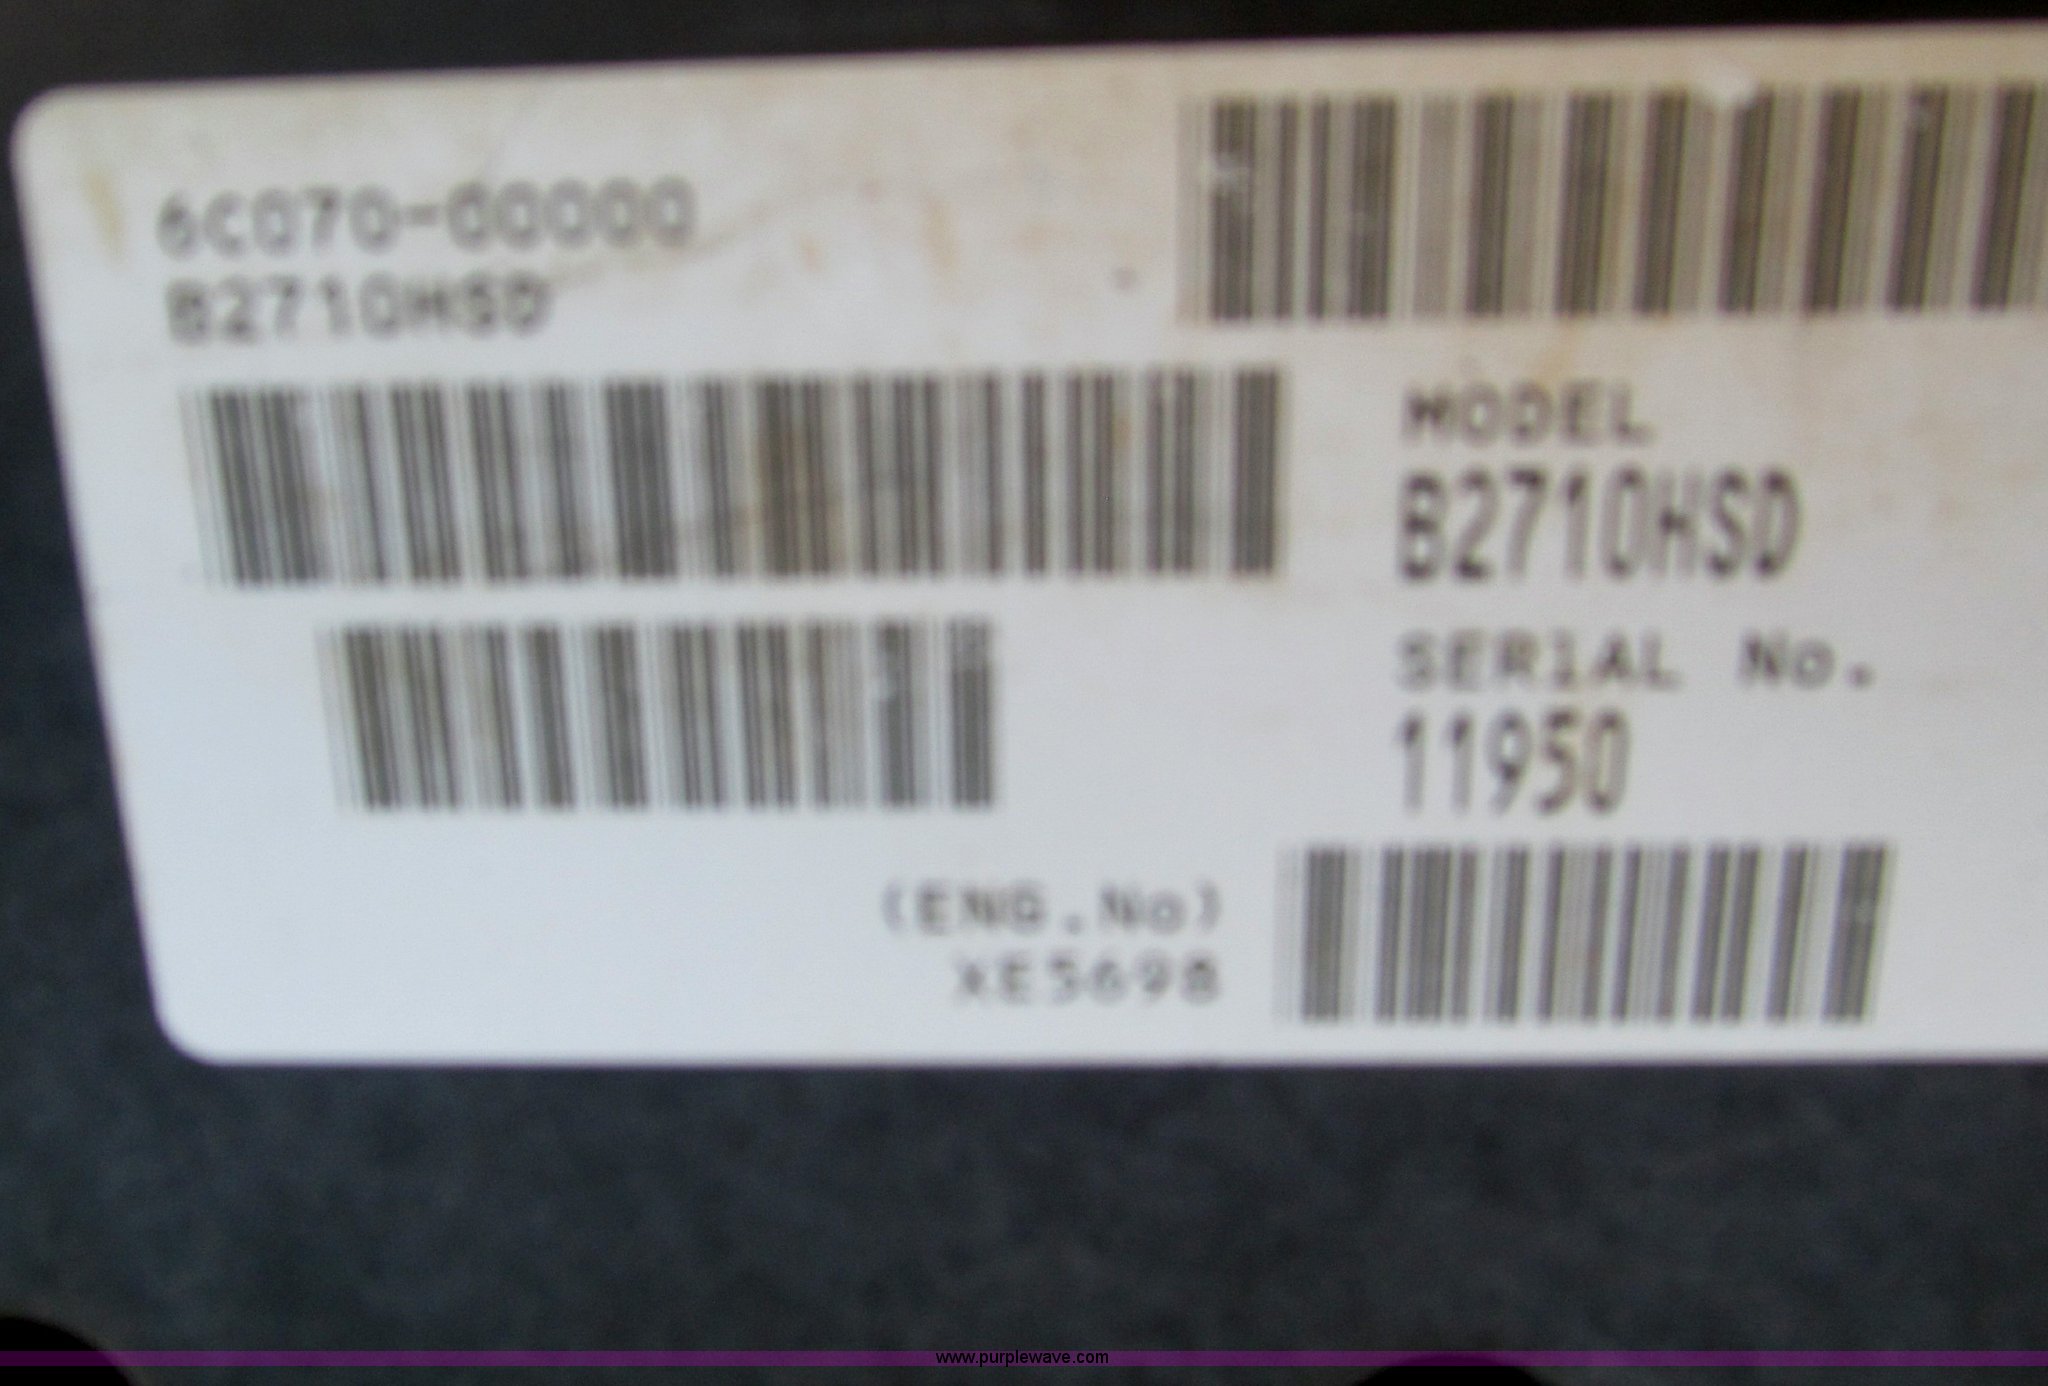 6C070-00000
B2710HSD
MODEL
B2710HSD
SERIAL No.
11950
(ENG.No)
XE5698
www.purplewave.com